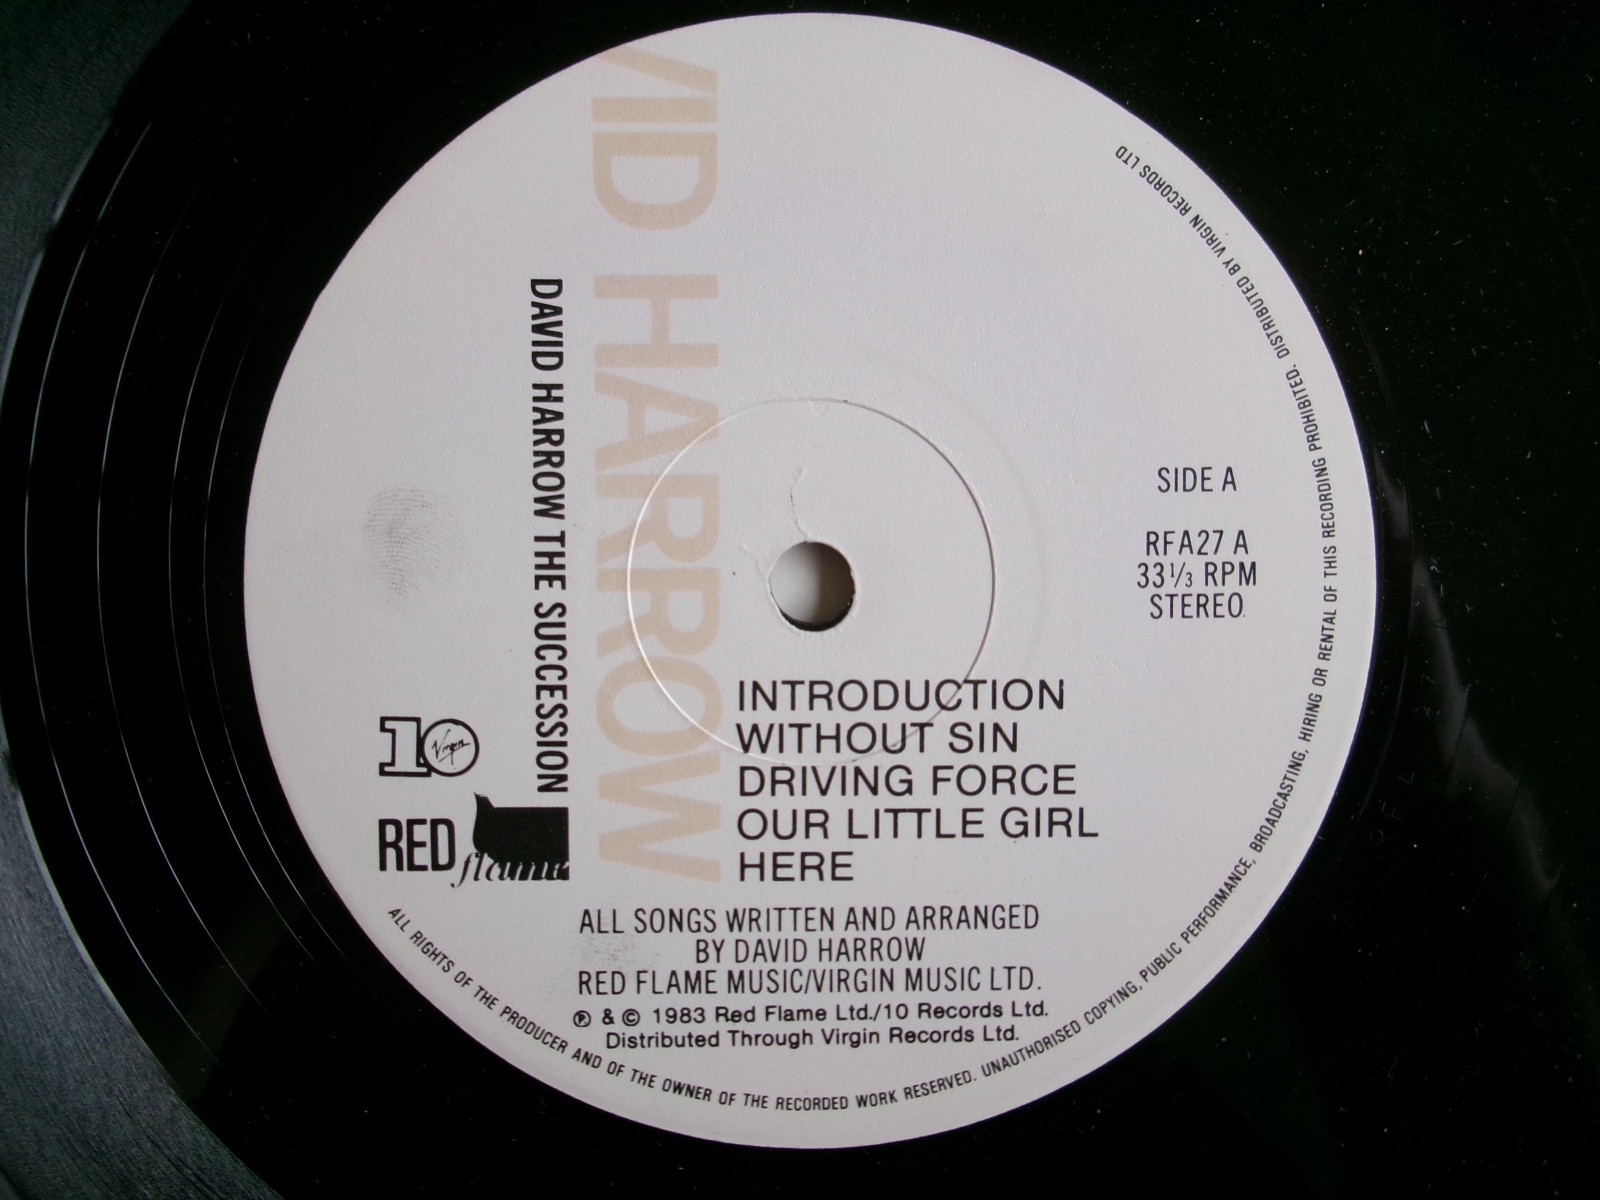 VID HARROW
DAVID HARROW THE SUCCESSION
SIDE A
RFA27 A
33 1/3 RPM
STEREO
10
Virgin
RED
flame
INTRODUCTION
WITHOUT SIN
DRIVING FORCE
OUR LITTLE GIRL
HERE
ALL SONGS WRITTEN AND ARRANGED
BY DAVID HARROW
RED FLAME MUSIC/VIRGIN MUSIC LTD.
℗ & © 1983 Red Flame Ltd./10 Records Ltd.
Distributed Through Virgin Records Ltd.
ALL RIGHTS OF THE PRODUCER AND OF THE OWNER OF THE RECORDED WORK RESERVED. UNAUTHORISED COPYING, PUBLIC PERFORMANCE, BROADCASTING, HIRING OR RENTAL OF THIS RECORDING PROHIBITED. DISTRIBUTED BY VIRGIN RECORDS LTD